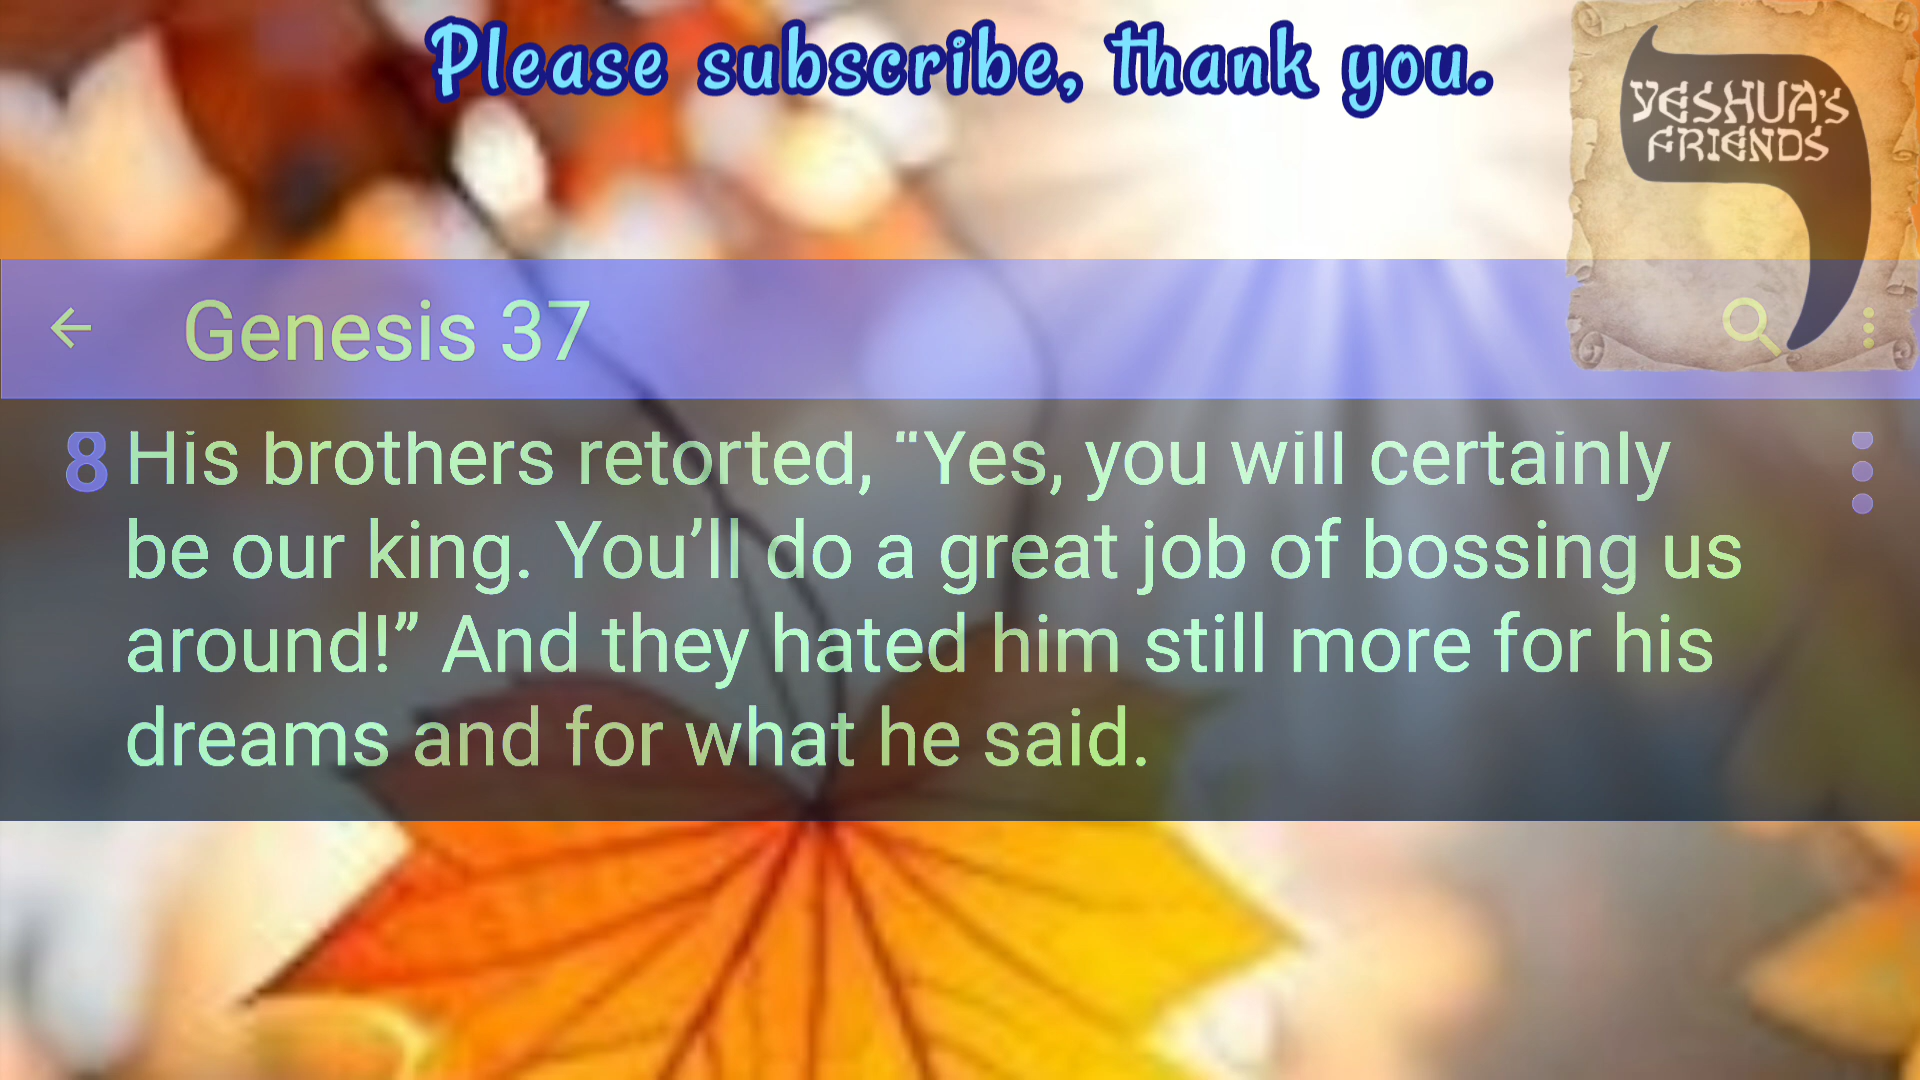 Please subscribe, thank you.
YESHUA'S
FRIENDS
Genesis 37
8 His brothers retorted, “Yes, you will certainly
be our king. You’ll do a great job of bossing us
around!” And they hated him still more for his
dreams and for what he said.